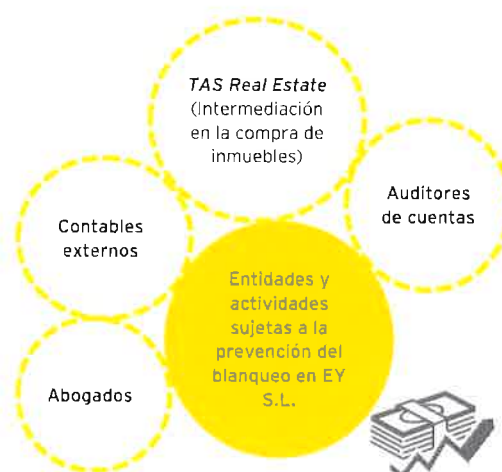 TAS Real Estate
(Intermediación
en la compra de
inmuebles)
Auditores
de cuentas
Contables
externos
Entidades y
actividades
sujetas a la
prevención del
blanqueo en EY
S.L.
Abogados